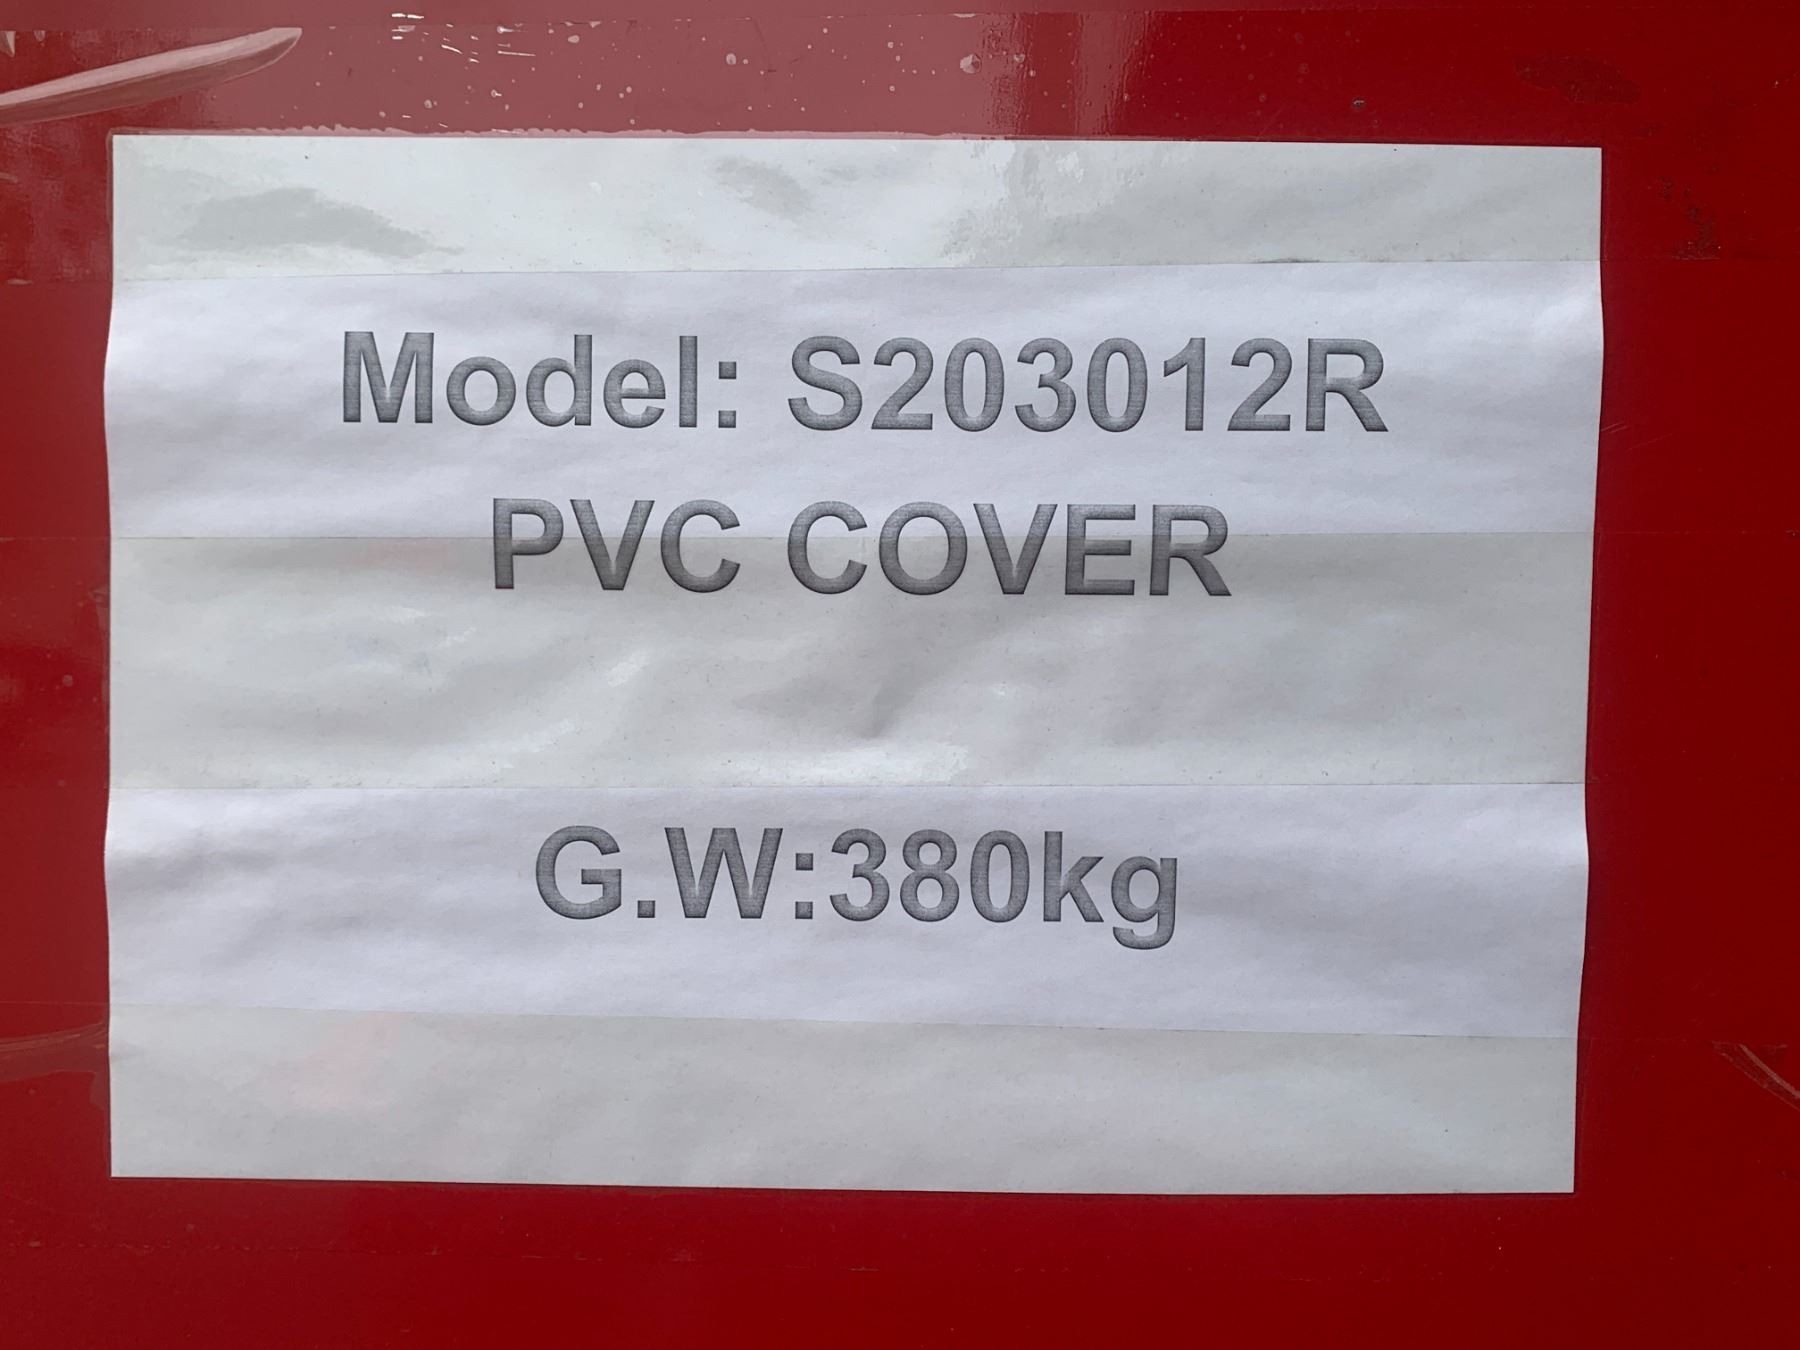 Model: S203012R
PVC COVER
G.W:380kg